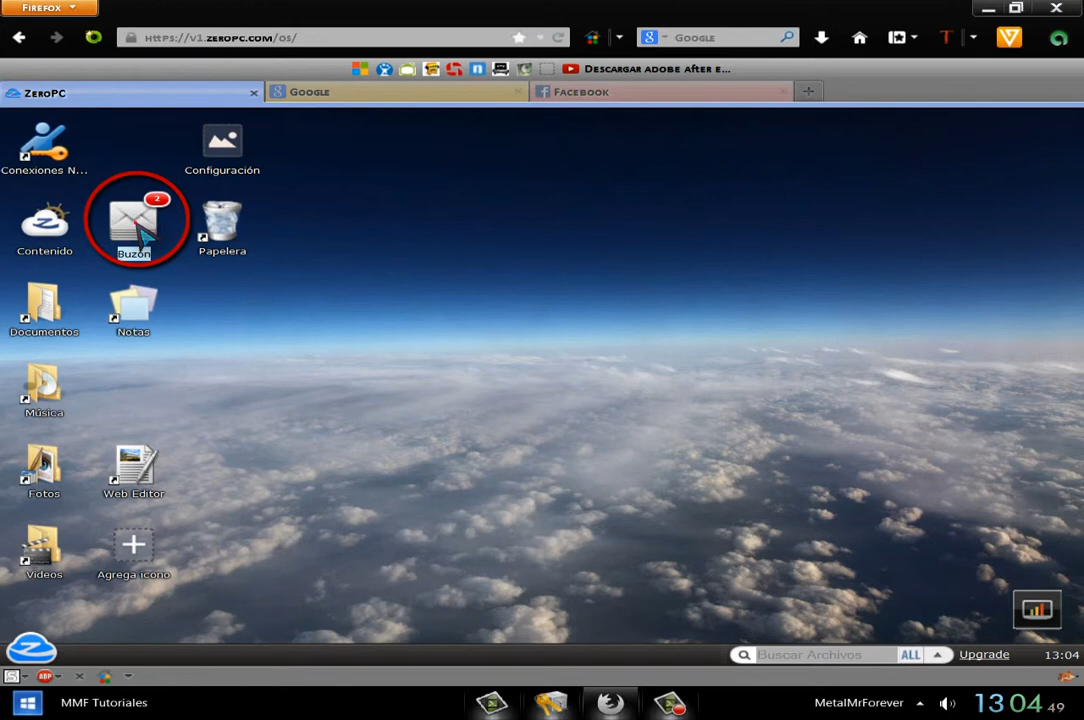 Firefox
https://v1.zeropc.com/os/
Google
Descargar adobe After e...
ZeroPC
Google
Facebook
Conexiones N...
Configuración
2
Contenido
Buzón
Papelera
Documentos
Notas
Música
Fotos
Web Editor
Videos
Agrega icono
Buscar Archivos
ALL
Upgrade
13:04
ABP
MMF Tutoriales
MetalMrForever
13 04 49